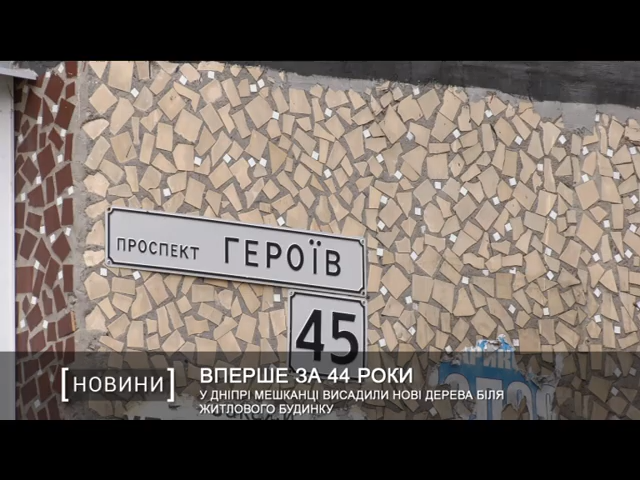 ПРОСПЕКТ ГЕРОЇВ
45
[НОВИНИ]
ВПЕРШЕ ЗА 44 РОКИ
У ДНІПРІ МЕШКАНЦІ ВИСАДИЛИ НОВІ ДЕРЕВА БІЛЯ
ЖИТЛОВОГО БУДИНКУ